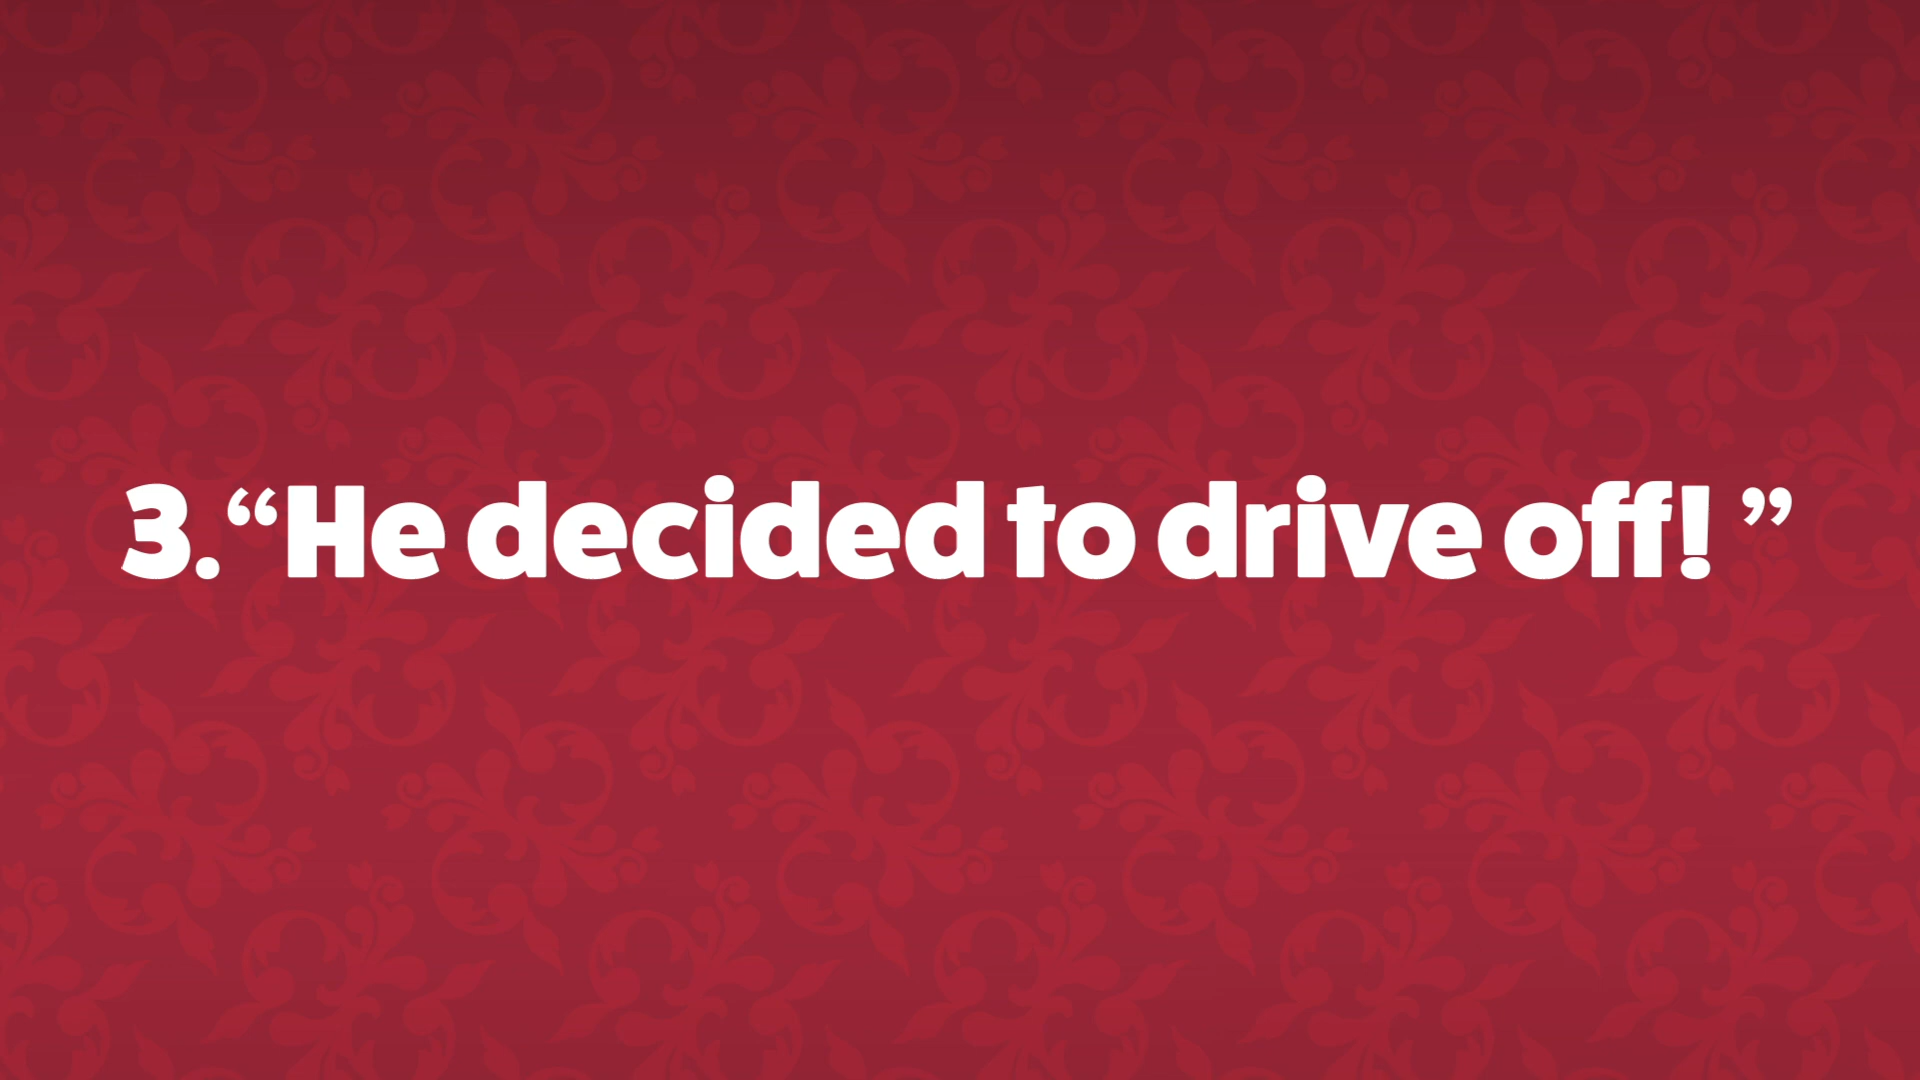 3.“He decided to drive off! ”